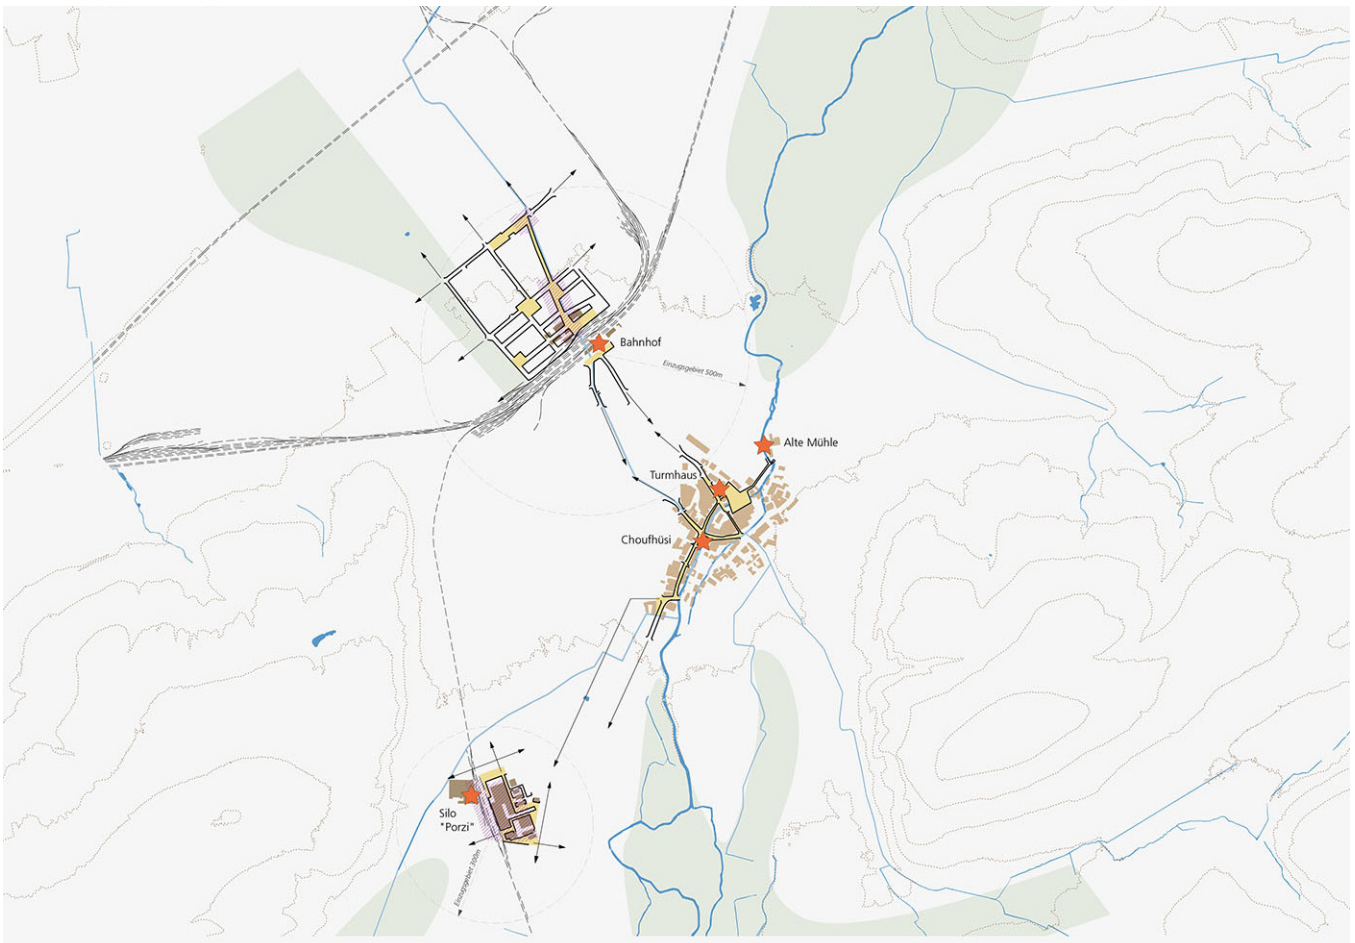 Bahnhof
Einzugsgebiet 500m
Alte Mühle
Turmhaus
Choufhüsi
Silo
"Porzi"
Einzugsgebiet 300m